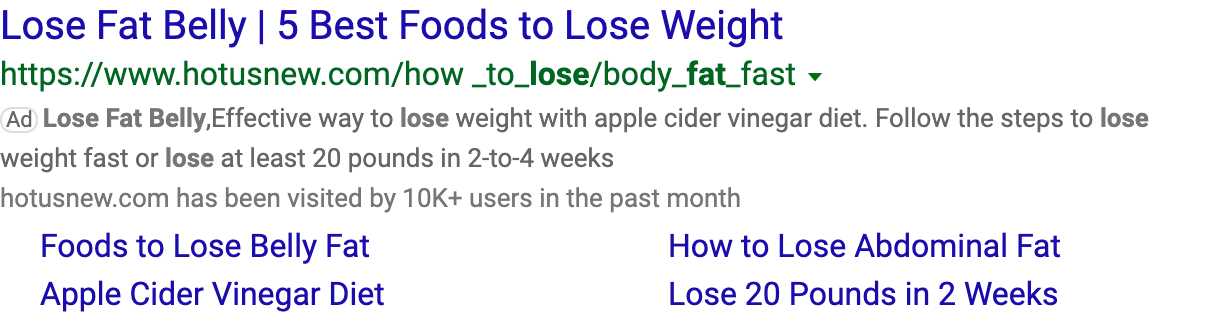 Lose Fat Belly | 5 Best Foods to Lose Weight
https://www.hotusnew.com/how _to_lose/body_fat_fast
Ad Lose Fat Belly,Effective way to lose weight with apple cider vinegar diet. Follow the steps to lose
weight fast or lose at least 20 pounds in 2-to-4 weeks
hotusnew.com has been visited by 10K+ users in the past month
Foods to Lose Belly Fat How to Lose Abdominal Fat
Apple Cider Vinegar Diet Lose 20 Pounds in 2 Weeks